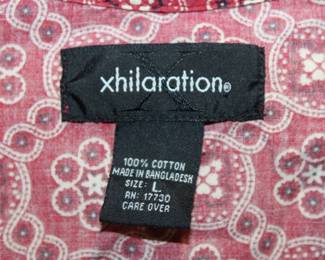 xhilaration®
100% COTTON
MADE IN BANGLADESH
SIZE: L
RN: 17730
CARE OVER